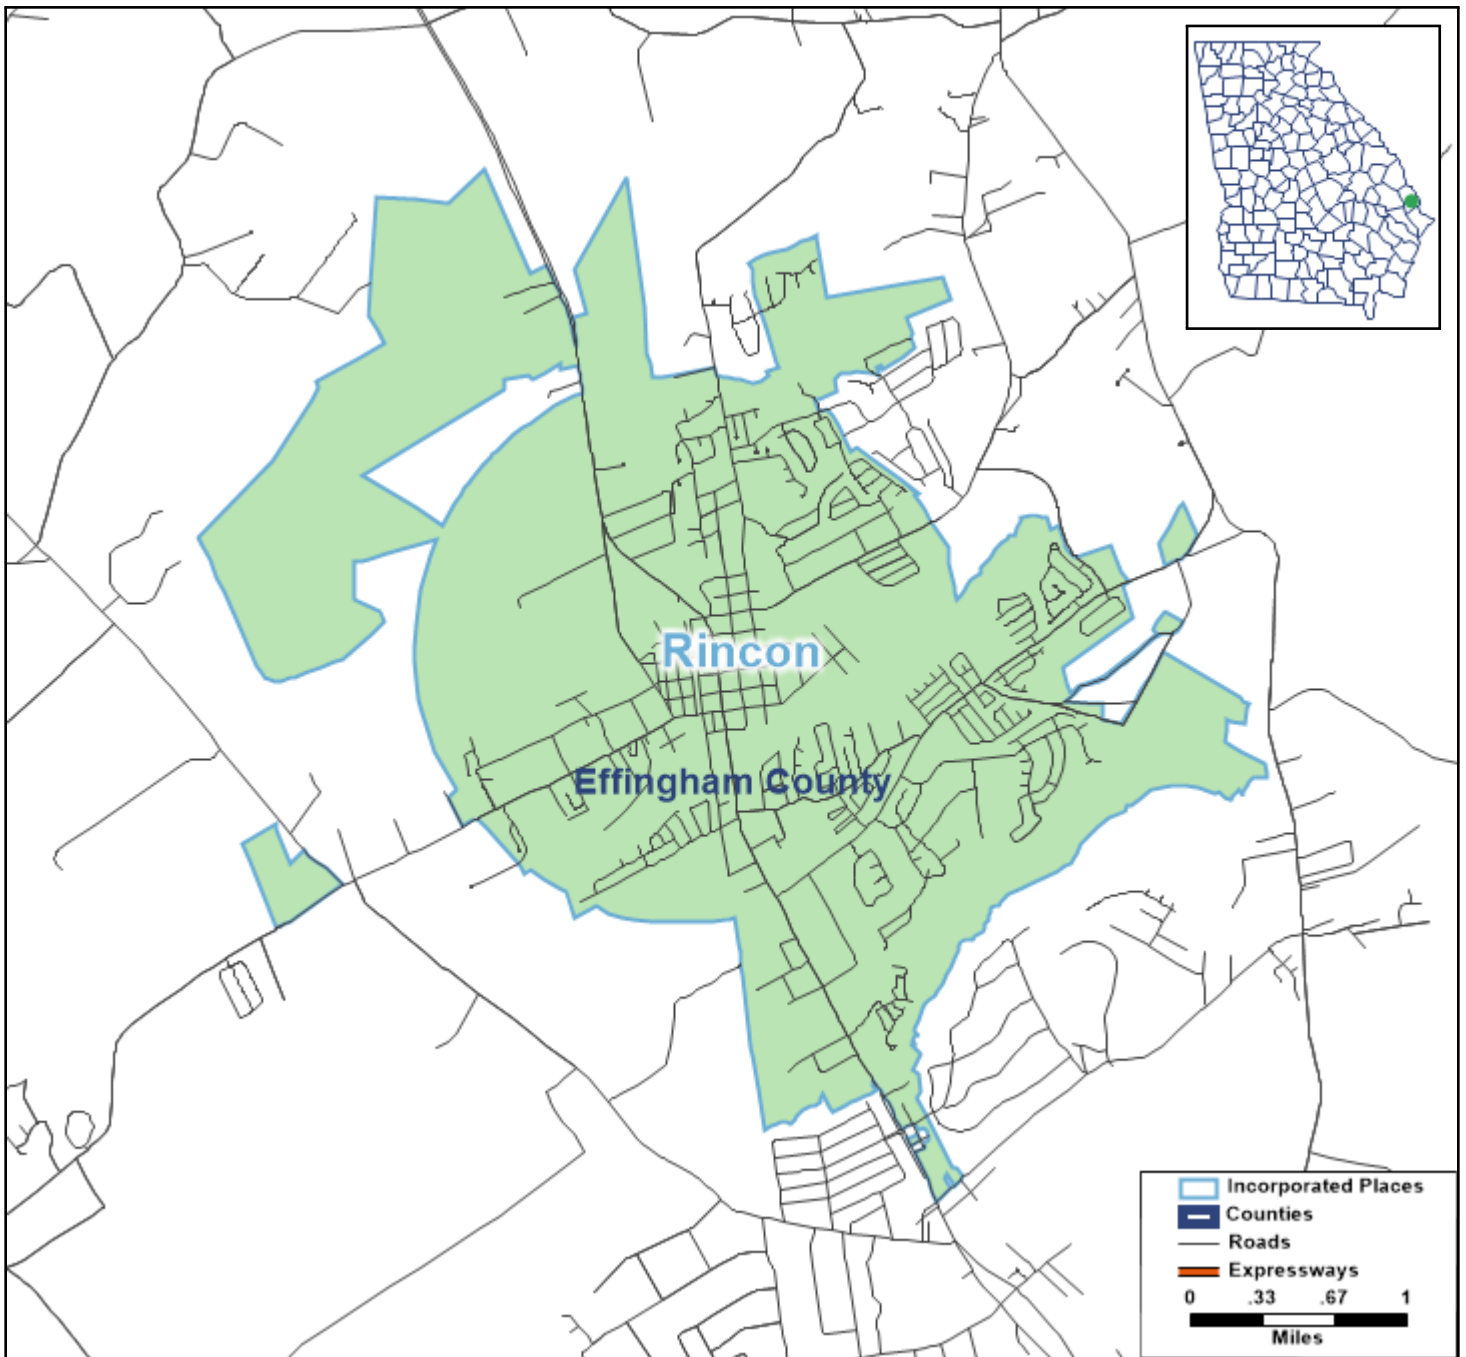 Rincon
Effingham County
Incorporated Places
Counties
Roads
Expressways
0 .33 .67 1
Miles